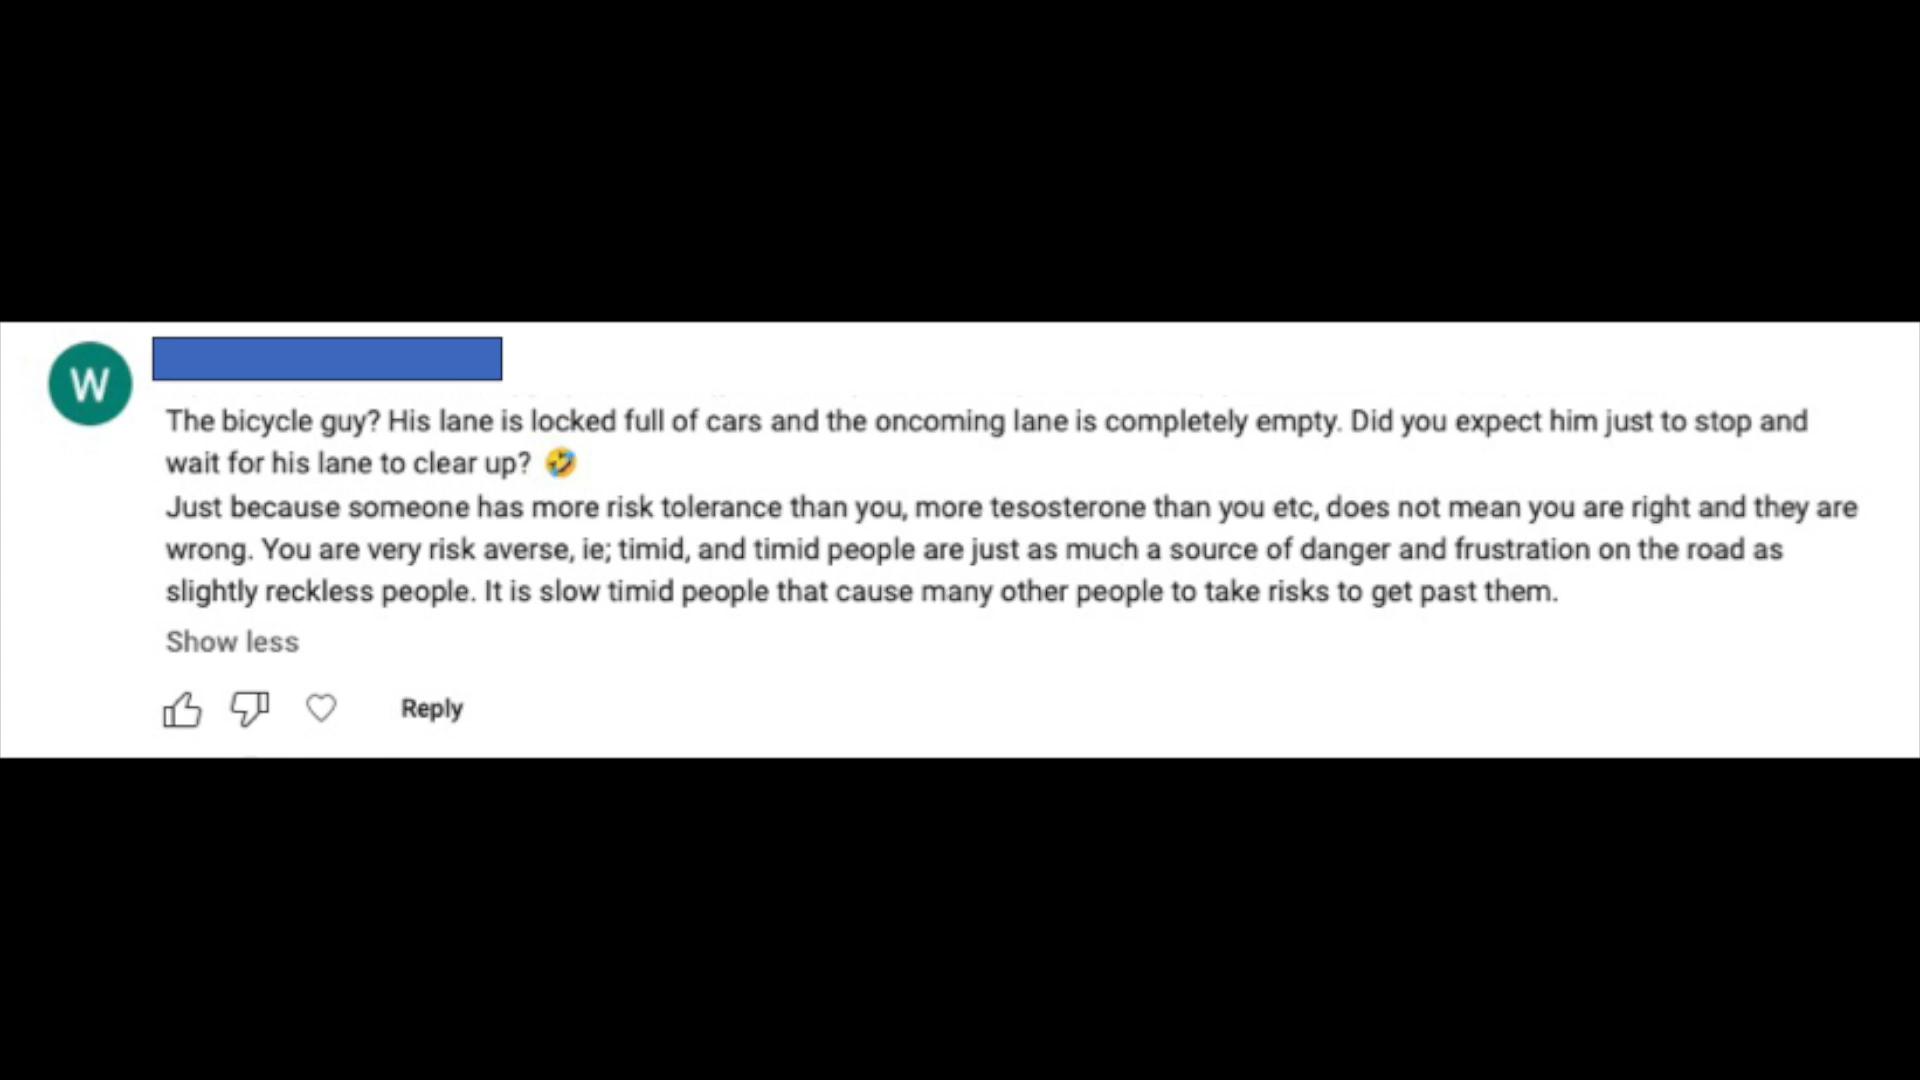 W
The bicycle guy? His lane is locked full of cars and the oncoming lane is completely empty. Did you expect him just to stop and
wait for his lane to clear up? 🤣
Just because someone has more risk tolerance than you, more tesosterone than you etc, does not mean you are right and they are
wrong. You are very risk averse, ie; timid, and timid people are just as much a source of danger and frustration on the road as
slightly reckless people. It is slow timid people that cause many other people to take risks to get past them.
Show less
Reply